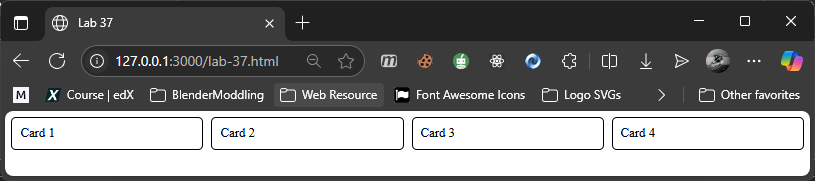 Lab 37
127.0.0.1:3000/lab-37.html
M Course | edX BlenderModdling Web Resource Font Awesome Icons Logo SVGs Other favorites
Card 1 Card 2 Card 3 Card 4